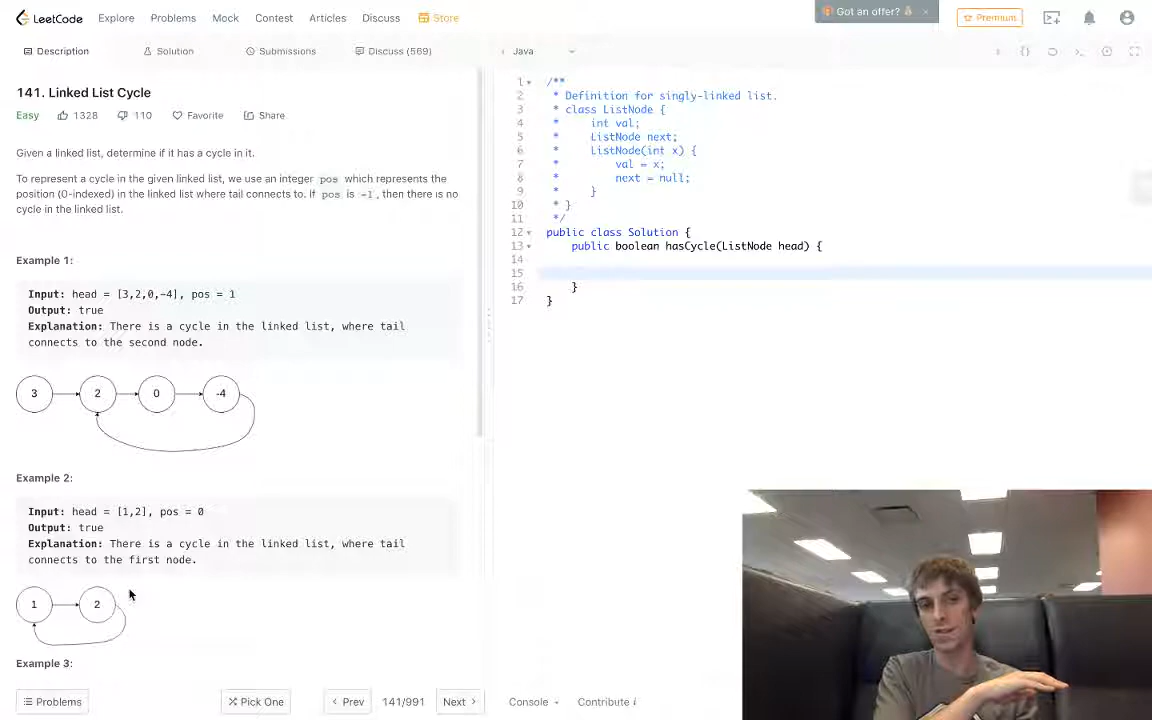 LeetCode
Explore
Problems
Mock
Contest
Articles
Discuss
Store
Got an offer?
×
Premium
Description
Solution
Submissions
Discuss (569)
Java
141. Linked List Cycle
Easy
1328
110
Favorite
Share
Given a linked list, determine if it has a cycle in it.
To represent a cycle in the given linked list, we use an integer pos which represents the
position (0-indexed) in the linked list where tail connects to. If pos is -1, then there is no
cycle in the linked list.
Example 1:
Input: head = [3,2,0,-4], pos = 1
Output: true
Explanation: There is a cycle in the linked list, where tail
connects to the second node.
3 2 0 -4
Example 2:
Input: head = [1,2], pos = 0
Output: true
Explanation: There is a cycle in the linked list, where tail
connects to the first node.
1 2
Example 3:
Problems
Pick One
Prev
141/991
Next
1 /**
2 * Definition for singly-linked list.
3 * class ListNode {
4 *     int val;
5 *     ListNode next;
6 *     ListNode(int x) {
7 *         val = x;
8 *         next = null;
9 *     }
10 * }
11 */
12 public class Solution {
13     public boolean hasCycle(ListNode head) {
14
15
16     }
17 }
Console
Contribute i